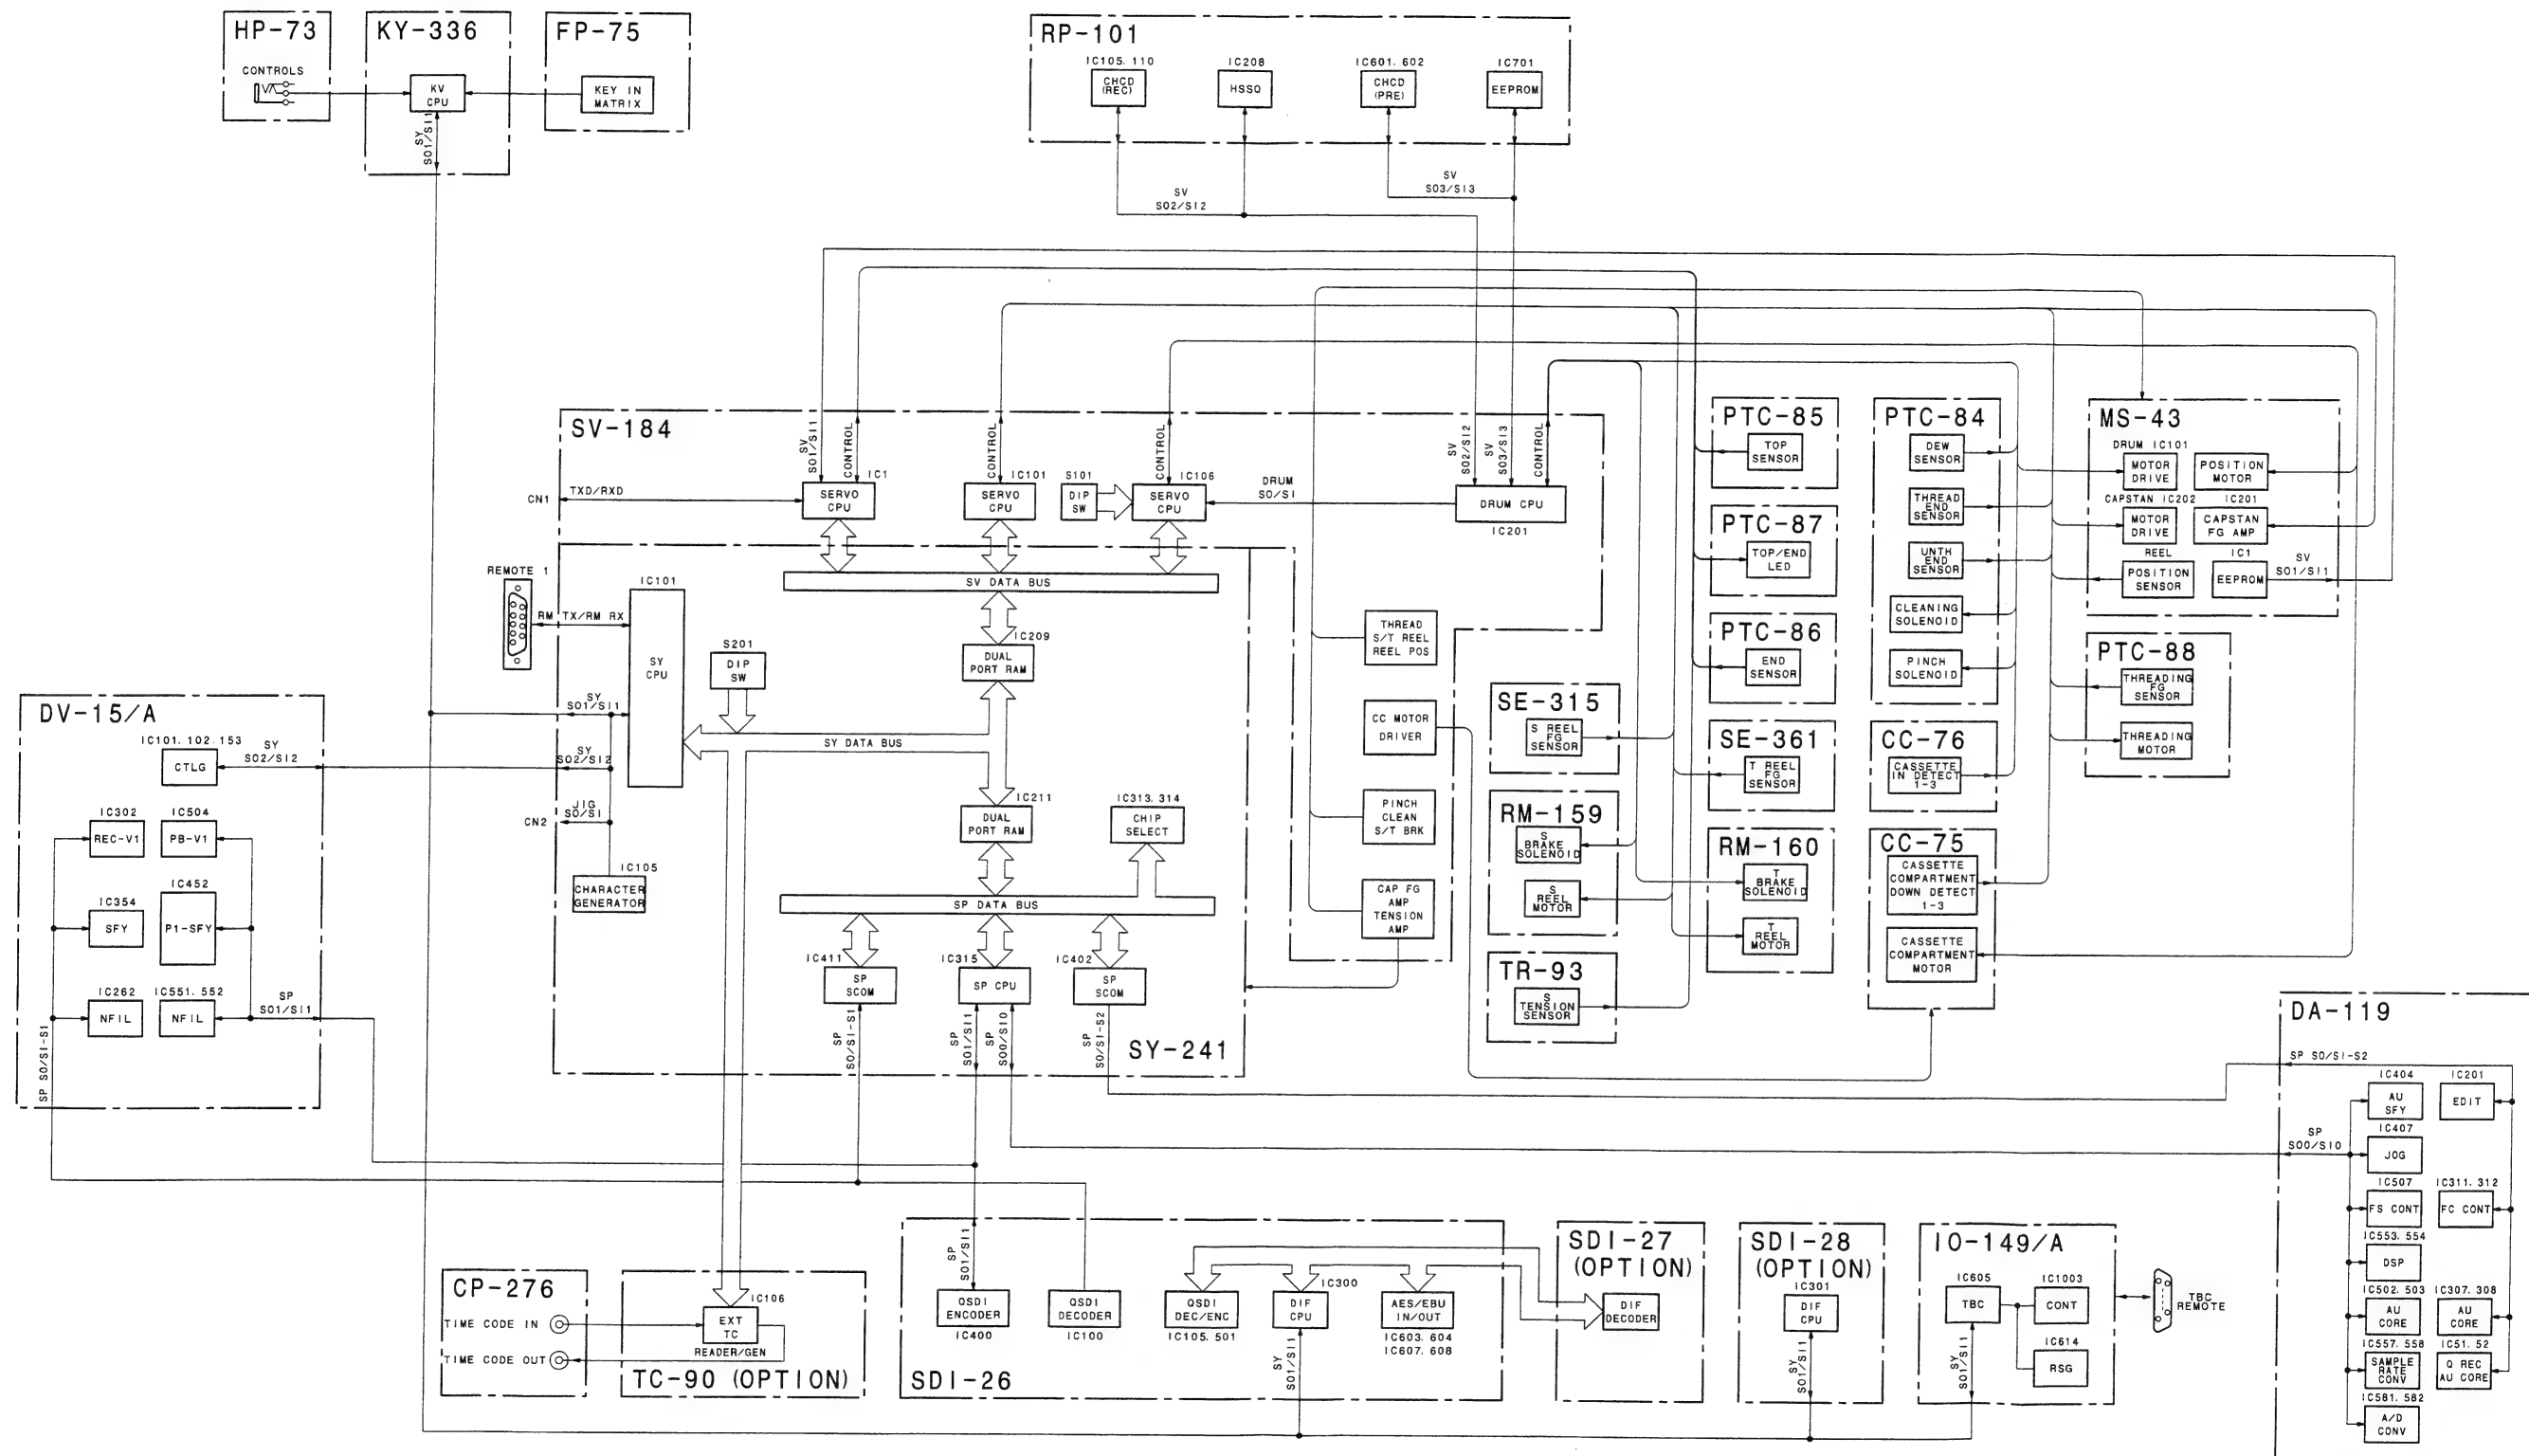 HP-73
CONTROLS
KY-336
KV
CPU
SY
SO1/SI1
FP-75
KEY IN
MATRIX
RP-101
IC105.110
CHCD
(REC)
IC208
HSSQ
IC601.602
CHCD
(PRE)
IC701
EEPROM
SV
SO2/SI2
SV
SO3/SI3
SV-184
SV
SO1/SI1
CONTROL
IC1
SERVO
CPU
CN1
TXD/RXD
CONTROL
IC101
SERVO
CPU
S101
DIP
SW
CONTROL
IC106
SERVO
CPU
DRUM
SO/SI
SV
SO2/SI2
SV
SO3/SI3
CONTROL
DRUM CPU
IC201
THREAD
S/T REEL
REEL POS
CC MOTOR
DRIVER
PINCH
CLEAN
S/T BRK
CAP FG
AMP
TENSION
AMP
SV DATA BUS
REMOTE 1
RM TX/RM RX
IC101
SY
CPU
S201
DIP
SW
IC209
DUAL
PORT RAM
SY
SO1/SI1
SY
SO2/SI2
JIG
SO/SI
CN2
SY DATA BUS
IC105
CHARACTER
GENERATOR
IC211
DUAL
PORT RAM
IC313.314
CHIP
SELECT
SP DATA BUS
IC411
SP
SCOM
IC315
SP CPU
IC402
SP
SCOM
SP
SO/SI-S1
SP
SO1/SI1
SP
SO0/SI0
SP
SO/SI-S2
SY-241
DV-15/A
IC101.102.153
CTLG
SY
SO2/SI2
IC302
REC-V1
IC504
PB-V1
IC354
SFY
IC452
P1-SFY
IC262
NFIL
IC551.552
NFIL
SP
SO1/SI1
SP SO/SI-S1
PTC-85
TOP
SENSOR
PTC-87
TOP/END
LED
PTC-86
END
SENSOR
SE-315
S REEL
FG
SENSOR
SE-361
T REEL
FG
SENSOR
RM-159
S
BRAKE
SOLENOID
S
REEL
MOTOR
RM-160
T
BRAKE
SOLENOID
T
REEL
MOTOR
TR-93
S
TENSION
SENSOR
PTC-84
DEW
SENSOR
THREAD
END
SENSOR
UNTH
END
SENSOR
CLEANING
SOLENOID
PINCH
SOLENOID
CC-76
CASSETTE
IN DETECT
1-3
CC-75
CASSETTE
COMPARTMENT
DOWN DETECT
1-3
CASSETTE
COMPARTMENT
MOTOR
MS-43
DRUM IC101
MOTOR
DRIVE
POSITION
MOTOR
CAPSTAN IC202
MOTOR
DRIVE
IC201
CAPSTAN
FG AMP
REEL
POSITION
SENSOR
IC1
EEPROM
SV
SO1/SI1
PTC-88
THREADING
FG
SENSOR
THREADING
MOTOR
DA-119
SP SO/SI-S2
IC404
AU
SFY
IC201
EDIT
SP
SO0/SI0
IC407
JOG
IC507
FS CONT
IC311.312
FC CONT
IC553.554
DSP
IC502.503
AU
CORE
IC307.308
AU
CORE
IC557.558
SAMPLE
RATE
CONV
IC51.52
Q REC
AU CORE
IC581.582
A/D
CONV
CP-276
TIME CODE IN
TIME CODE OUT
IC106
EXT
TC
READER/GEN
TC-90 (OPTION)
SP
SO1/SI1
QSDI
ENCODER
IC400
QSDI
DECODER
IC100
QSDI
DEC/ENC
IC105.501
IC300
DIF
CPU
SY
SO1/SI1
AES/EBU
IN/OUT
IC603.604
IC607.608
SDI-26
SDI-27
(OPTION)
DIF
DECODER
SDI-28
(OPTION)
IC301
DIF
CPU
SY
SO1/SI1
IO-149/A
IC605
TBC
IC1003
CONT
IC614
RSG
SY
SO1/SI1
TBC
REMOTE